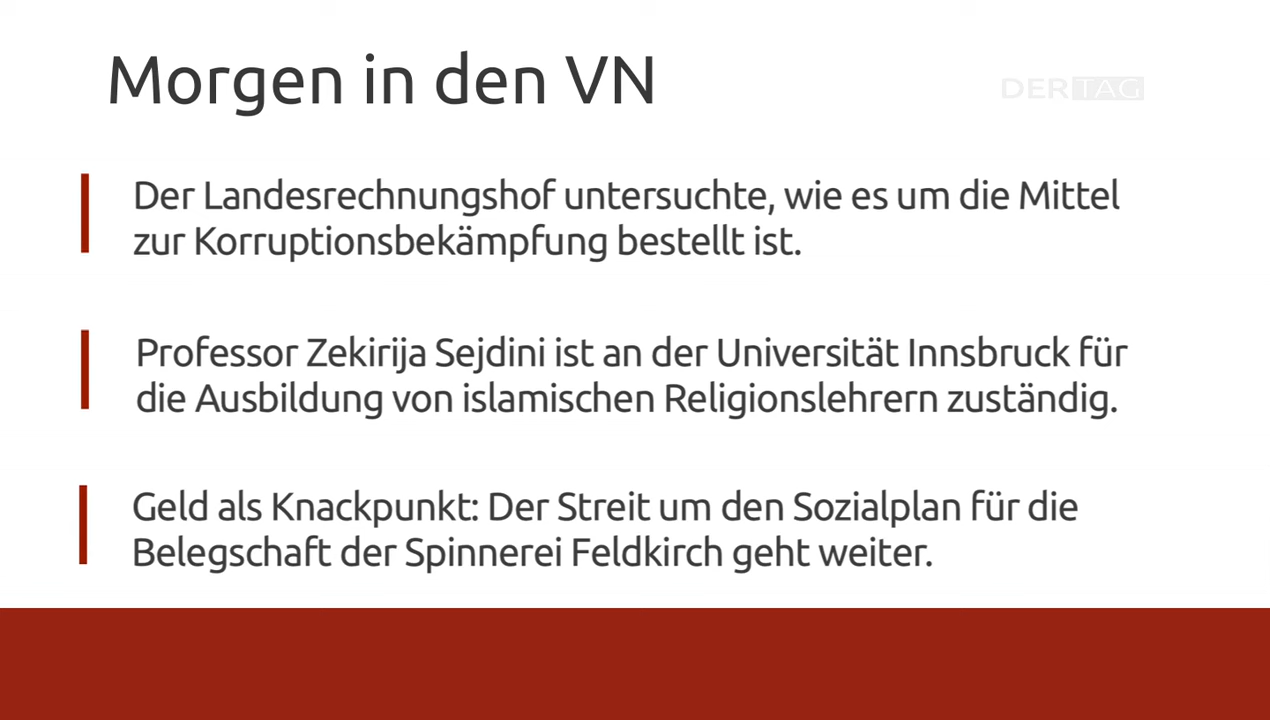 Morgen in den VN
DERTAG
Der Landesrechnungshof untersuchte, wie es um die Mittel
zur Korruptionsbekämpfung bestellt ist.
Professor Zekirija Sejdini ist an der Universität Innsbruck für
die Ausbildung von islamischen Religionslehrern zuständig.
Geld als Knackpunkt: Der Streit um den Sozialplan für die
Belegschaft der Spinnerei Feldkirch geht weiter.